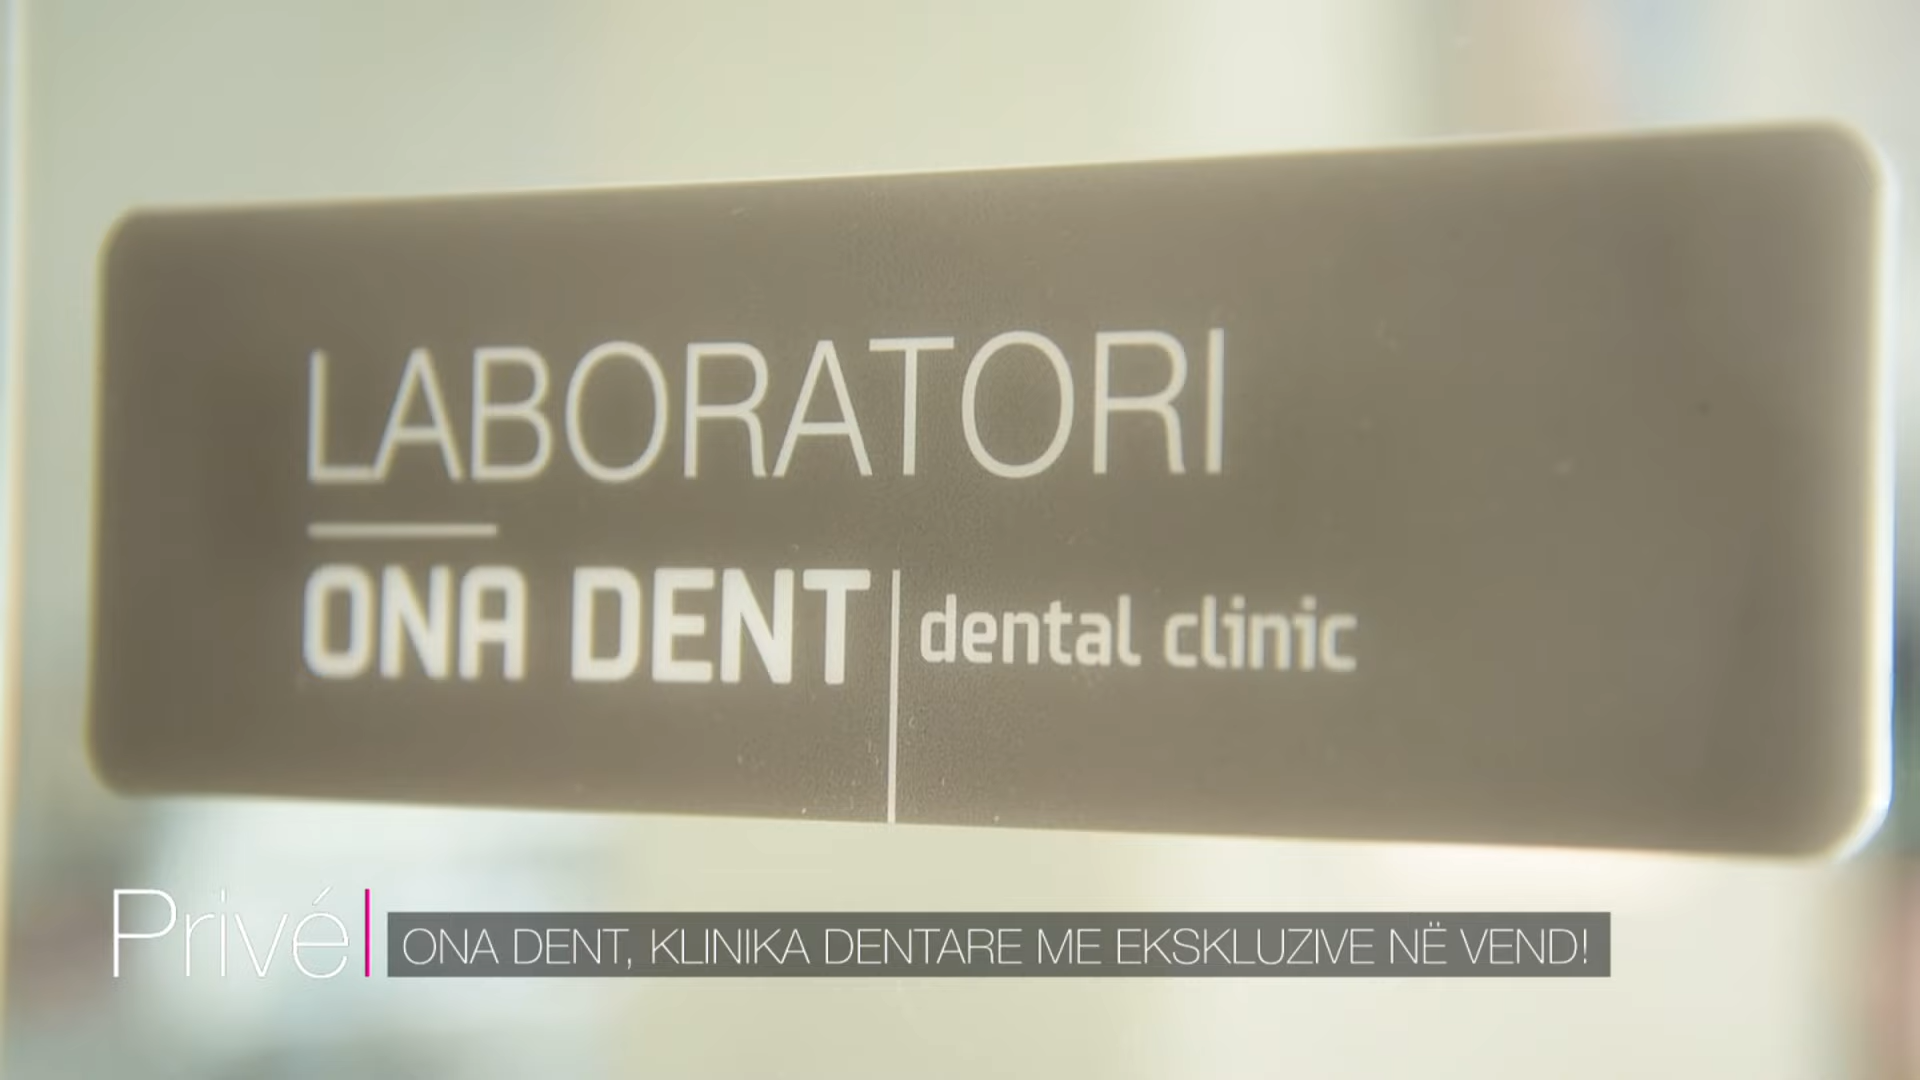 LABORATORI
ONA DENT dental clinic
Privé
ONA DENT, KLINIKA DENTARE ME EKSKLUZIVE NË VEND!